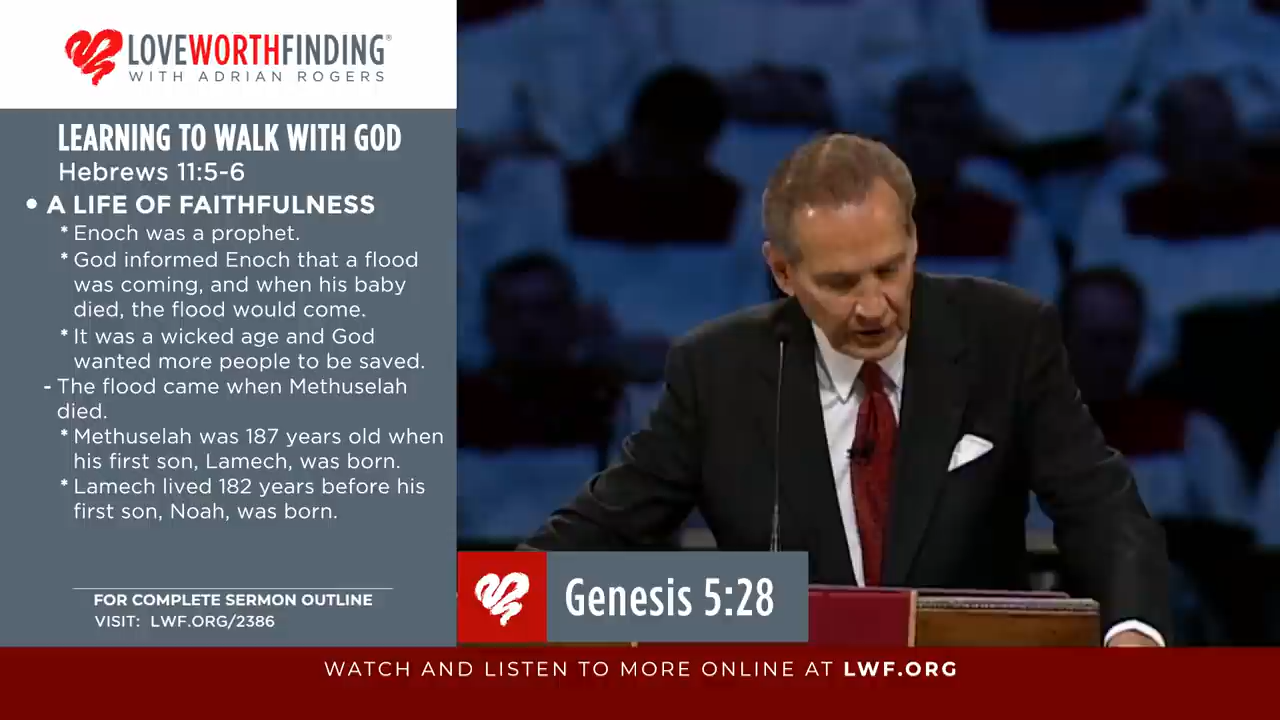 LOVEWORTHFINDING®
WITH ADRIAN ROGERS
LEARNING TO WALK WITH GOD
Hebrews 11:5-6
• A LIFE OF FAITHFULNESS
* Enoch was a prophet.
* God informed Enoch that a flood
was coming, and when his baby
died, the flood would come.
* It was a wicked age and God
wanted more people to be saved.
- The flood came when Methuselah
died.
* Methuselah was 187 years old when
his first son, Lamech, was born.
* Lamech lived 182 years before his
first son, Noah, was born.
FOR COMPLETE SERMON OUTLINE
VISIT: LWF.ORG/2386
Genesis 5:28
WATCH AND LISTEN TO MORE ONLINE AT LWF.ORG